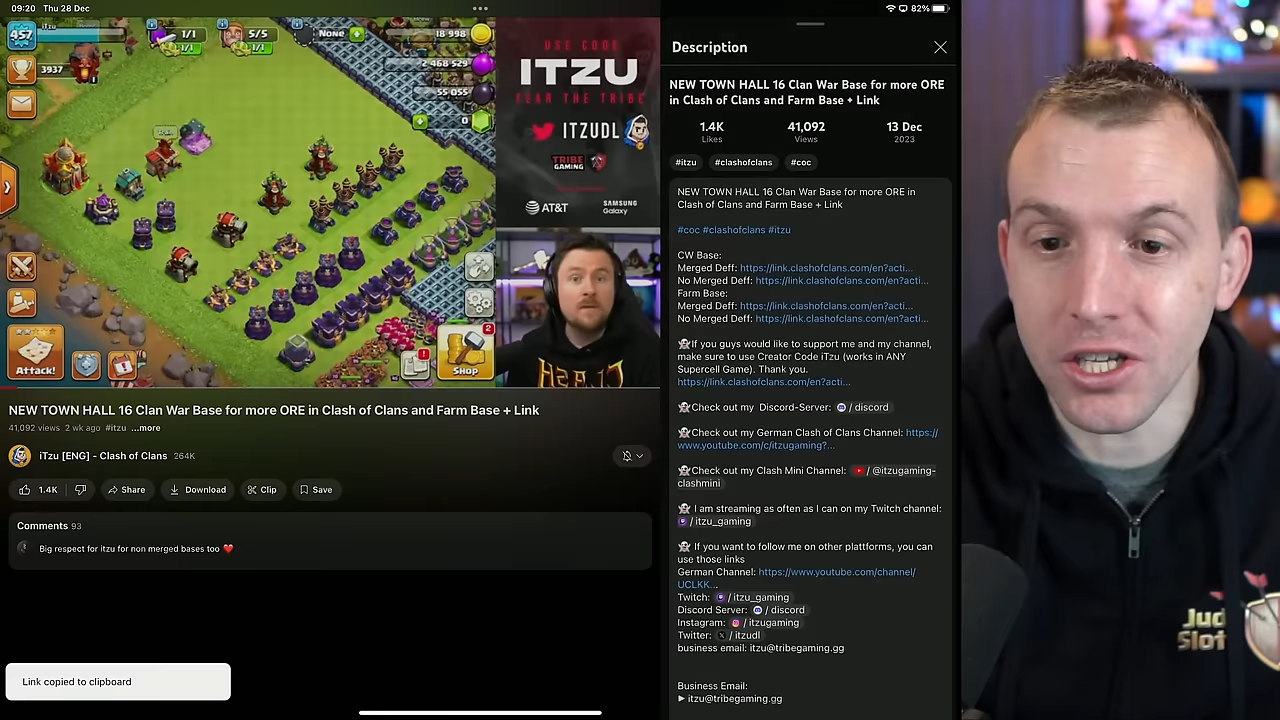 09:20 Thu 28 Dec
82%
iTzu
457
1/1
5/5
None
18 998
3937
2 468 529
55 055
0
Train
Attack!
2
Shop
USE CODE
ITZU
FEAR THE TRIBE
ITZUDL
TRIBE
GAMING
AT&T
SAMSUNG
Galaxy
CLASH
NEW TOWN HALL 16 Clan War Base for more ORE in Clash of Clans and Farm Base + Link
41,092 views 2 wk ago #itzu ...more
iTzu [ENG] - Clash of Clans 264K
1.4K
Share
Download
Clip
Save
Comments 93
Big respect for itzu for non merged bases too ❤️
Link copied to clipboard
Description
NEW TOWN HALL 16 Clan War Base for more ORE
in Clash of Clans and Farm Base + Link
1.4K 41,092 13 Dec
Likes Views 2023
#itzu #clashofclans #coc
NEW TOWN HALL 16 Clan War Base for more ORE in
Clash of Clans and Farm Base + Link
#coc #clashofclans #itzu
CW Base:
Merged Deff: https://link.clashofclans.com/en?acti...
No Merged Deff: https://link.clashofclans.com/en?acti...
Farm Base:
Merged Deff: https://link.clashofclans.com/en?acti...
No Merged Deff: https://link.clashofclans.com/en?acti...
👻If you guys would like to support me and my channel,
make sure to use Creator Code iTzu (works in ANY
Supercell Game). Thank you.
https://link.clashofclans.com/en?acti...
👻Check out my Discord-Server: / discord
👻Check out my German Clash of Clans Channel: https://
www.youtube.com/c/itzugaming?...
👻Check out my Clash Mini Channel: / @itzugaming-
clashmini
👻 I am streaming as often as I can on my Twitch channel:
/ itzu_gaming
👻 If you want to follow me on other plattforms, you can
use those links
German Channel: https://www.youtube.com/channel/
UCLKK...
Twitch: / itzu_gaming
Discord Server: / discord
Instagram: / itzugaming
Twitter: / itzudl
business email: itzu@tribegaming.gg
Business Email:
► itzu@tribegaming.gg
Jud
Slot